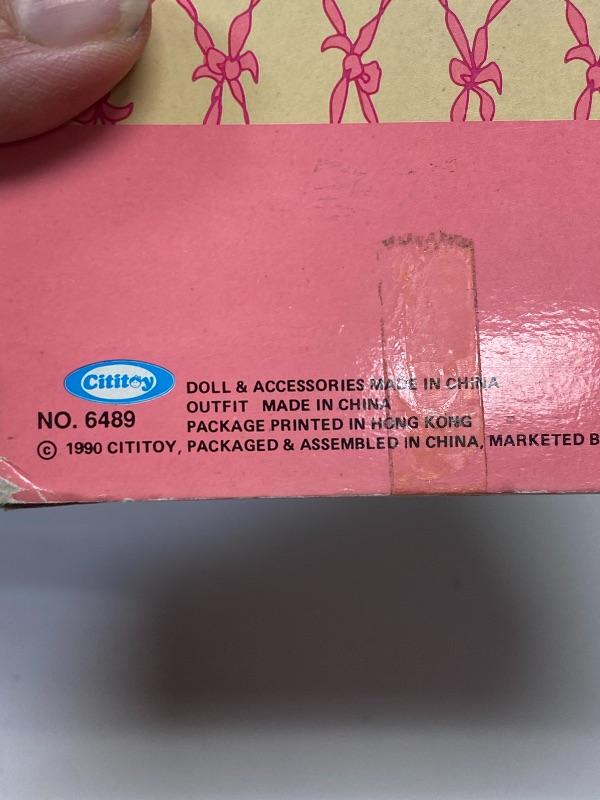 Cititoy
DOLL & ACCESSORIES MADE IN CHINA
OUTFIT MADE IN CHINA
NO. 6489
PACKAGE PRINTED IN HONG KONG
© 1990 CITITOY, PACKAGED & ASSEMBLED IN CHINA, MARKETED B